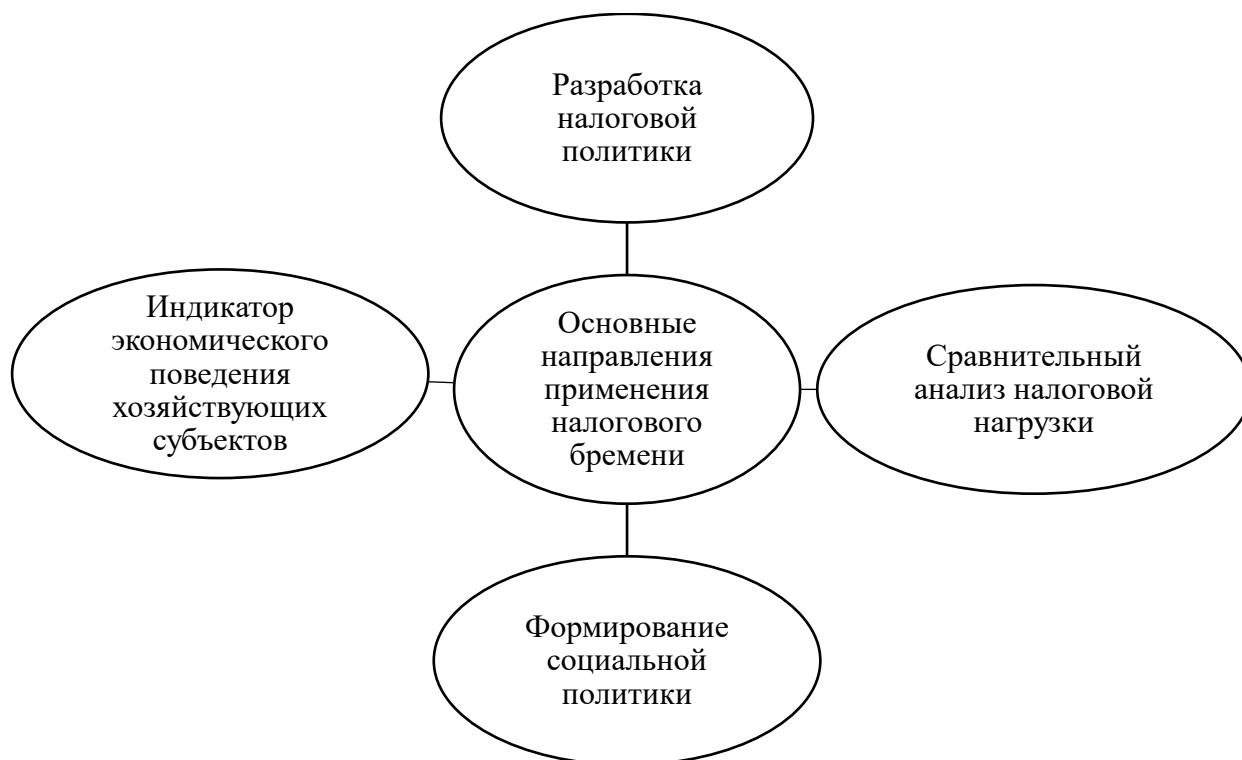 Разработка
налоговой
политики
Индикатор
экономического
поведения
хозяйствующих
субъектов
Основные
направления
применения
налогового
бремени
Сравнительный
анализ налоговой
нагрузки
Формирование
социальной
политики